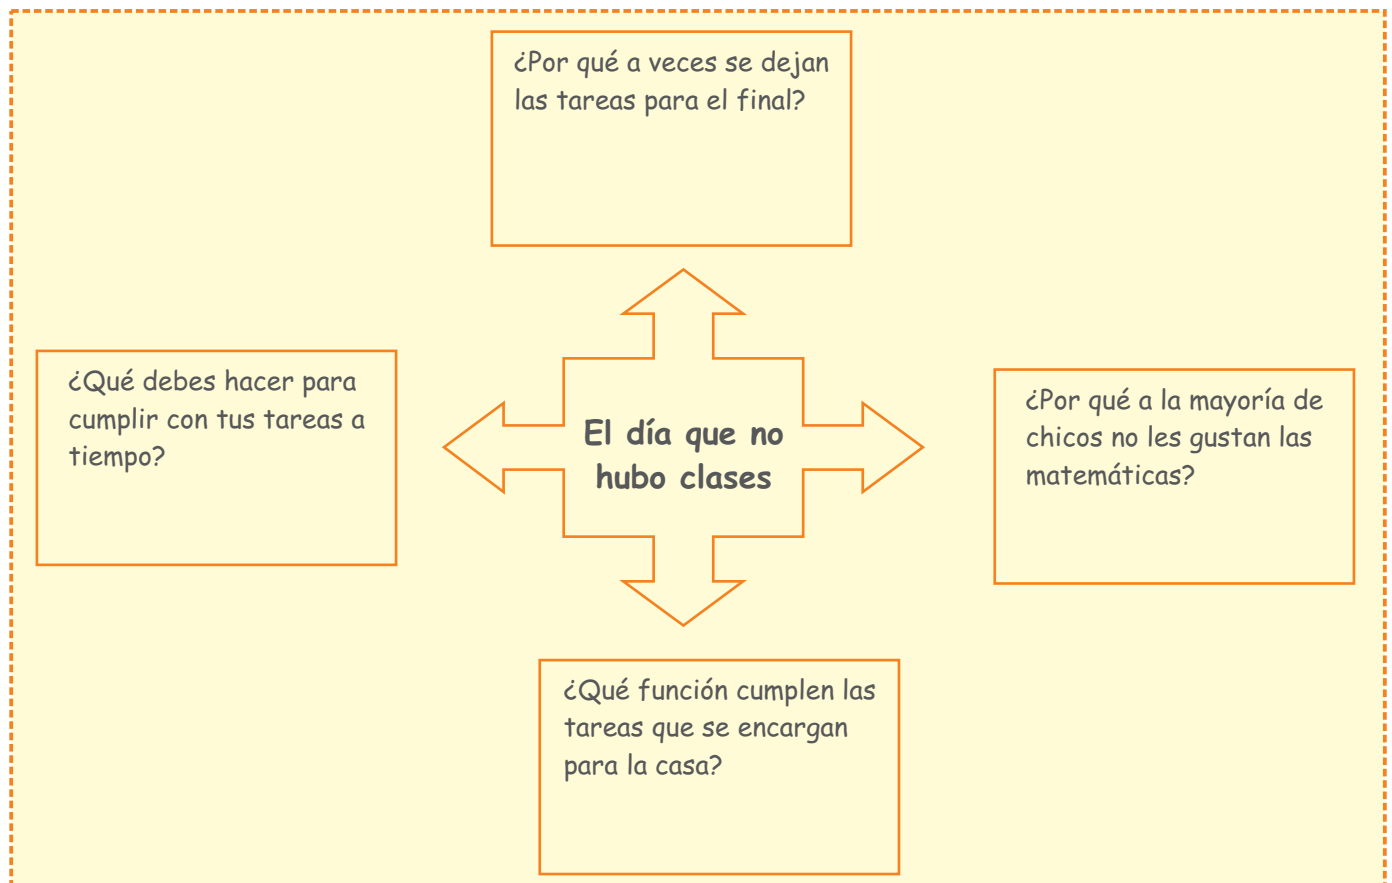 ¿Por qué a veces se dejan
las tareas para el final?
¿Qué debes hacer para
cumplir con tus tareas a
tiempo?
El día que no
hubo clases
¿Por qué a la mayoría de
chicos no les gustan las
matemáticas?
¿Qué función cumplen las
tareas que se encargan
para la casa?